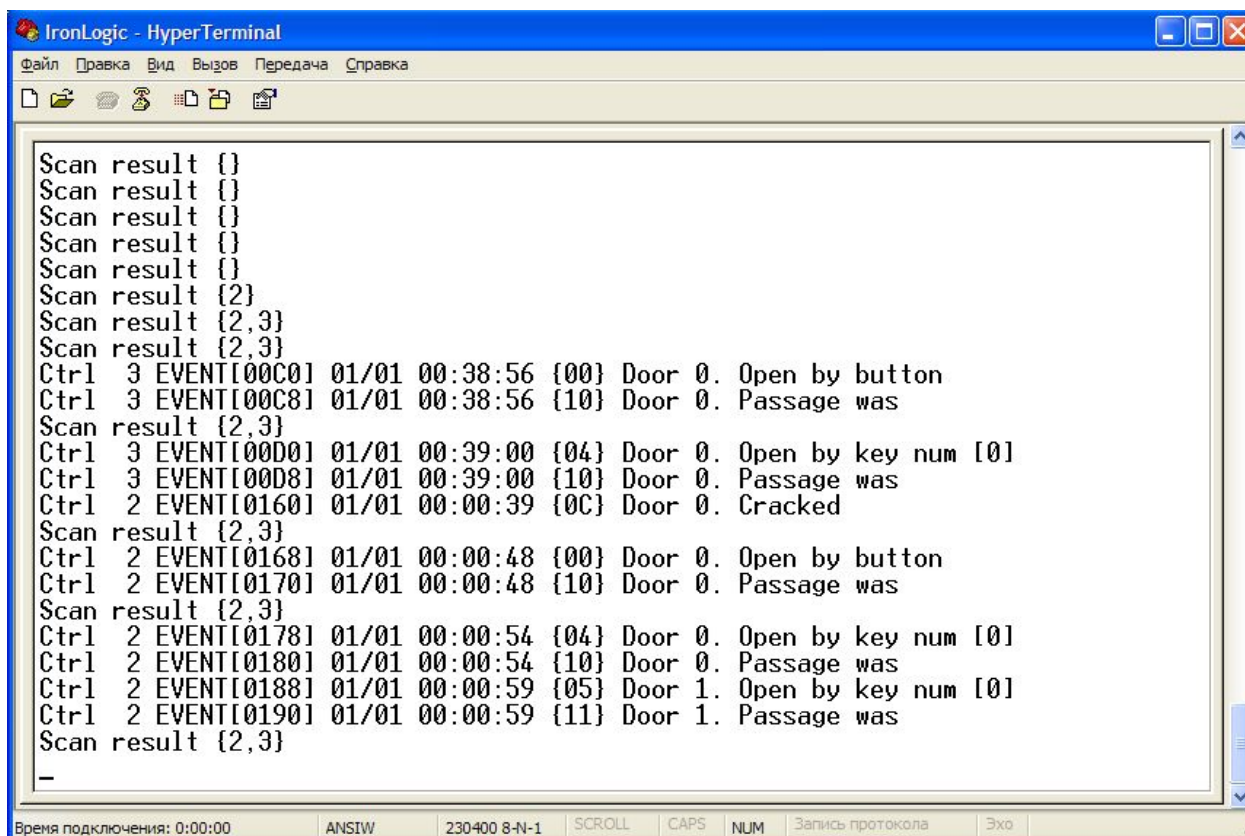 IronLogic - HyperTerminal
Файл Правка Вид Вызов Передача Справка
Scan result {}
Scan result {}
Scan result {}
Scan result {}
Scan result {}
Scan result {2}
Scan result {2,3}
Scan result {2,3}
Ctrl 3 EVENT[00C0] 01/01 00:38:56 {00} Door 0. Open by button
Ctrl 3 EVENT[00C8] 01/01 00:38:56 {10} Door 0. Passage was
Scan result {2,3}
Ctrl 3 EVENT[00D0] 01/01 00:39:00 {04} Door 0. Open by key num [0]
Ctrl 3 EVENT[00D8] 01/01 00:39:00 {10} Door 0. Passage was
Ctrl 2 EVENT[0160] 01/01 00:00:39 {0C} Door 0. Cracked
Scan result {2,3}
Ctrl 2 EVENT[0168] 01/01 00:00:48 {00} Door 0. Open by button
Ctrl 2 EVENT[0170] 01/01 00:00:48 {10} Door 0. Passage was
Scan result {2,3}
Ctrl 2 EVENT[0178] 01/01 00:00:54 {04} Door 0. Open by key num [0]
Ctrl 2 EVENT[0180] 01/01 00:00:54 {10} Door 0. Passage was
Ctrl 2 EVENT[0188] 01/01 00:00:59 {05} Door 1. Open by key num [0]
Ctrl 2 EVENT[0190] 01/01 00:00:59 {11} Door 1. Passage was
Scan result {2,3}
Время подключения: 0:00:00 ANSIW 230400 8-N-1 SCROLL CAPS NUM Запись протокола Эхо